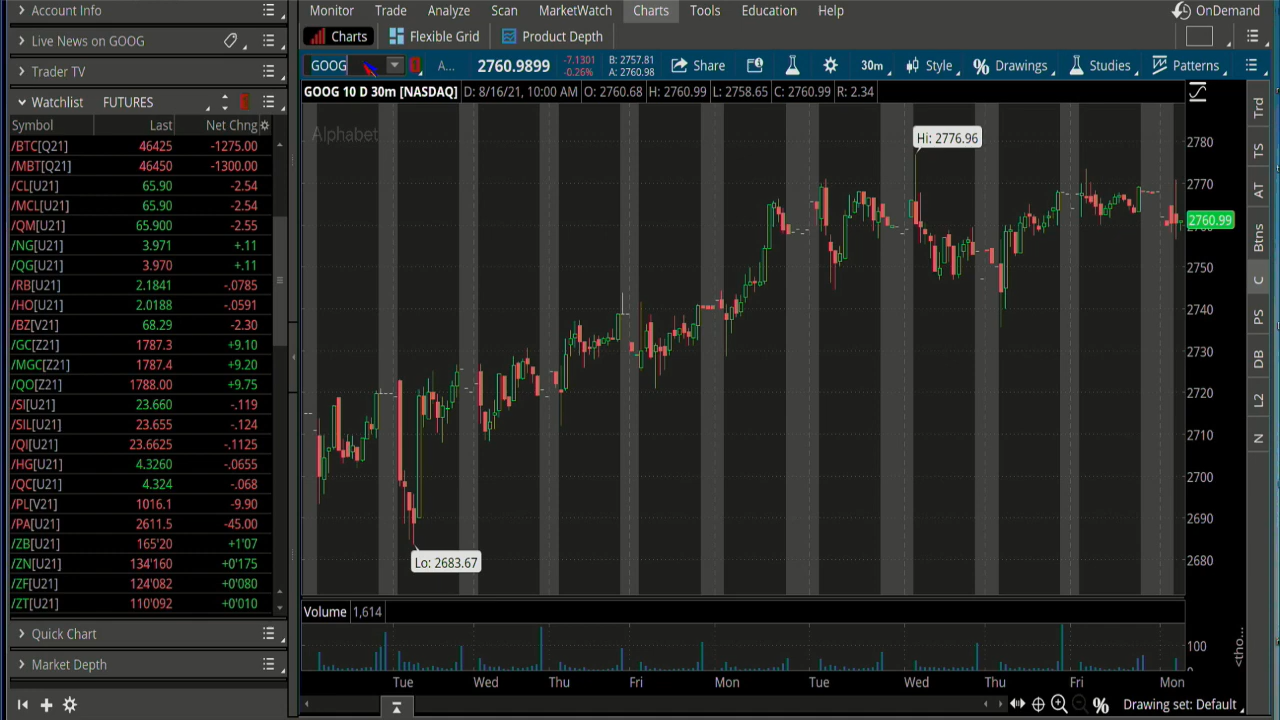 Account Info
Monitor Trade Analyze Scan MarketWatch Charts Tools Education Help OnDemand
Live News on GOOG
Charts Flexible Grid Product Depth
Trader TV
GOOG A... 2760.9899 -7.1301 -0.26% B: 2757.81 A: 2760.98 Share 30m Style Drawings Studies Patterns
Watchlist FUTURES
GOOG 10 D 30m [NASDAQ] D: 8/16/21, 10:00 AM O: 2760.68 H: 2760.99 L: 2758.65 C: 2760.99 R: 2.34
Symbol Last Net Chng
/BTC[Q21] 46425 -1275.00
/MBT[Q21] 46450 -1300.00
/CL[U21] 65.90 -2.54
/MCL[U21] 65.90 -2.54
/QM[U21] 65.900 -2.55
/NG[U21] 3.971 +.11
/QG[U21] 3.970 +.11
/RB[U21] 2.1841 -.0785
/HO[U21] 2.0188 -.0591
/BZ[V21] 68.29 -2.30
/GC[Z21] 1787.3 +9.10
/MGC[Z21] 1787.4 +9.20
/QO[Z21] 1788.00 +9.75
/SI[U21] 23.660 -.119
/SIL[U21] 23.655 -.124
/QI[U21] 23.6625 -.1125
/HG[U21] 4.3260 -.0655
/QC[U21] 4.324 -.068
/PL[V21] 1016.1 -9.90
/PA[U21] 2611.5 -45.00
/ZB[U21] 165'20 +1'07
/ZN[U21] 134'160 +0'175
/ZF[U21] 124'082 +0'080
/ZT[U21] 110'092 +0'010
Quick Chart
Market Depth
Alphabet
Hi: 2776.96
Lo: 2683.67
2780
2770
2760.99
2750
2740
2730
2720
2710
2700
2690
2680
Volume 1,614
100
0
<tho...
Tue Wed Thu Fri Mon Tue Wed Thu Fri Mon
Drawing set: Default
Trd
TS
AT
Btns
C
PS
DB
L2
N